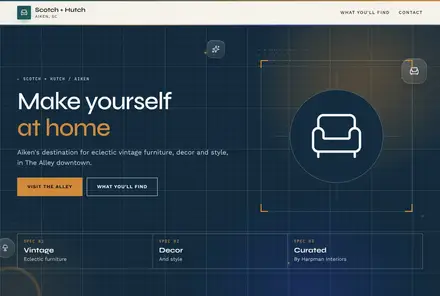 Scotch + Hutch
AIKEN, SC
WHAT YOU'LL FIND
CONTACT
SCOTCH + HUTCH / AIKEN
Make yourself
at home
Aiken's destination for eclectic vintage furniture, decor and style,
in The Alley downtown.
VISIT THE ALLEY
WHAT YOU'LL FIND
SPEC 01
Vintage
Eclectic furniture
SPEC 02
Decor
And style
SPEC 03
Curated
By Harpman interiors